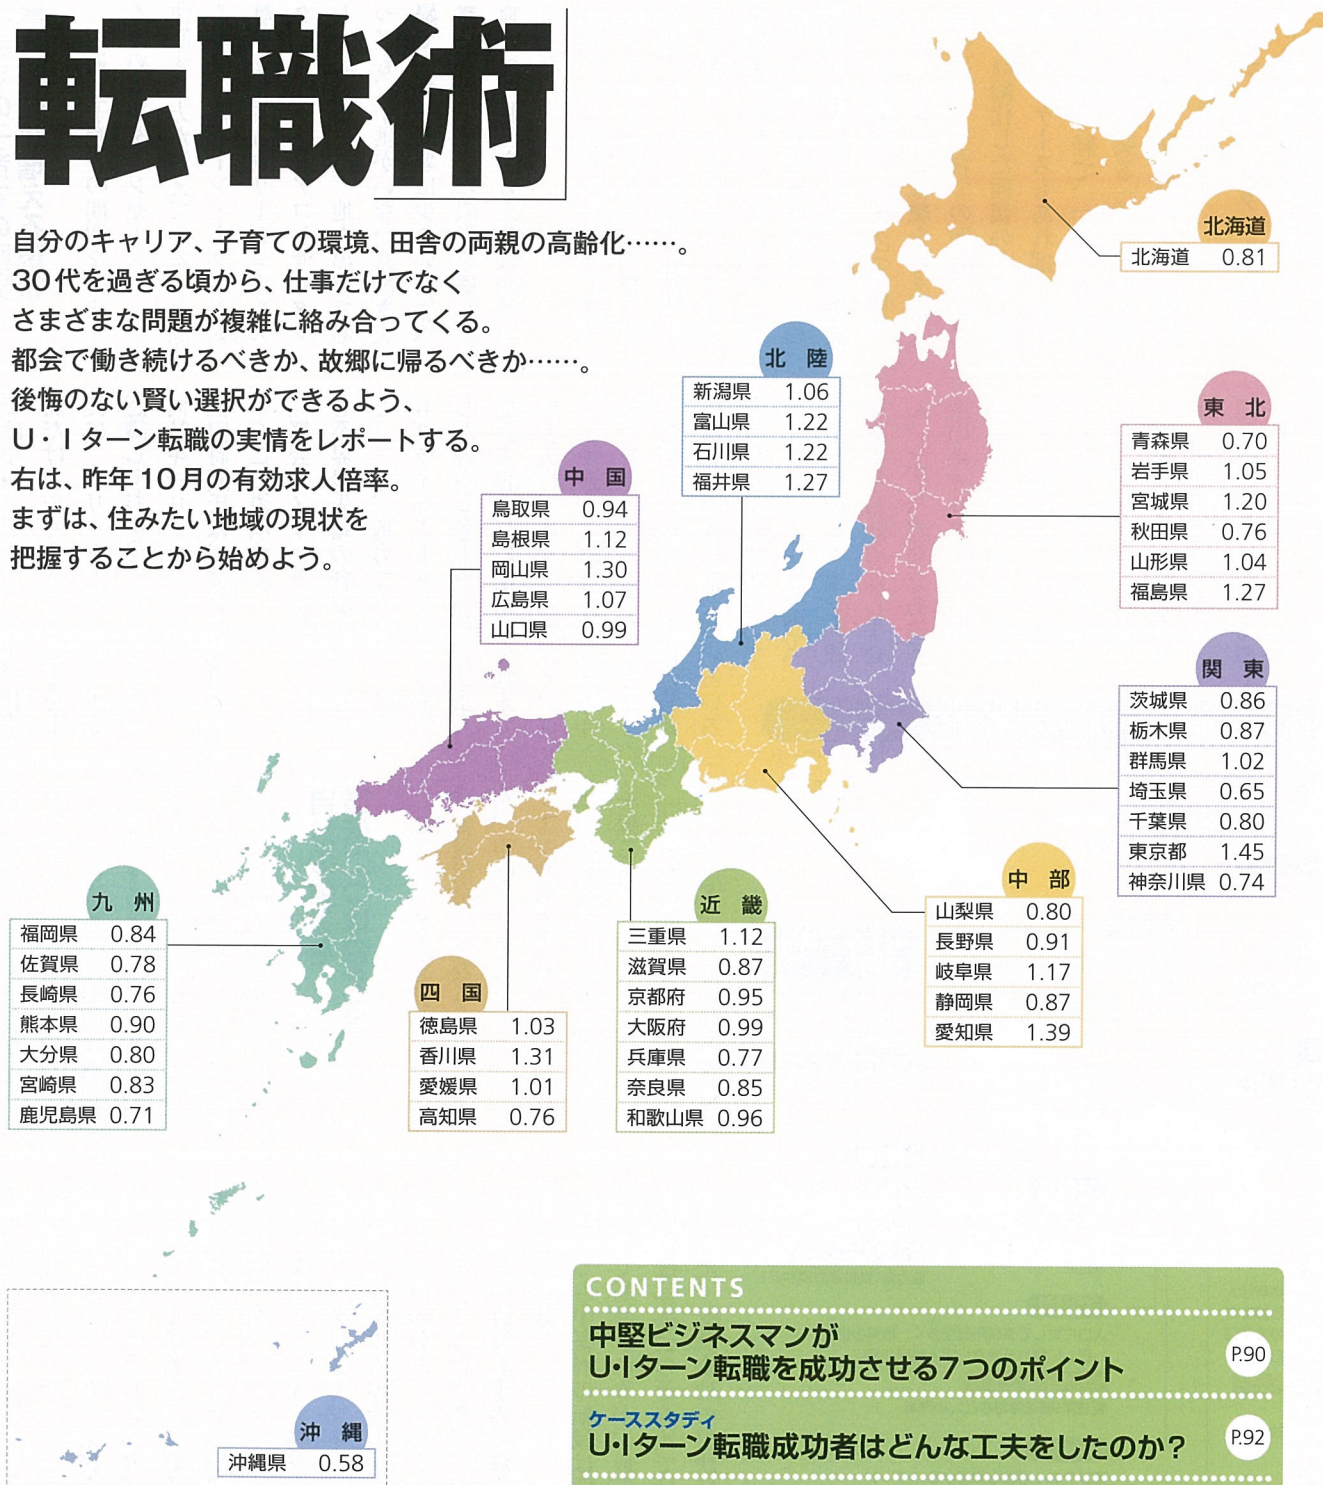 転職術
自分のキャリア、子育ての環境、田舎の両親の高齢化……。
30代を過ぎる頃から、仕事だけでなく
さまざまな問題が複雑に絡み合ってくる。
都会で働き続けるべきか、故郷に帰るべきか……。
後悔のない賢い選択ができるよう、
U・Iターン転職の実情をレポートする。
右は、昨年10月の有効求人倍率。
まずは、住みたい地域の現状を
把握することから始めよう。
北海道
北海道 0.81
東 北
青森県 0.70
岩手県 1.05
宮城県 1.20
秋田県 0.76
山形県 1.04
福島県 1.27
北 陸
新潟県 1.06
富山県 1.22
石川県 1.22
福井県 1.27
中 国
鳥取県 0.94
島根県 1.12
岡山県 1.30
広島県 1.07
山口県 0.99
関 東
茨城県 0.86
栃木県 0.87
群馬県 1.02
埼玉県 0.65
千葉県 0.80
東京都 1.45
神奈川県 0.74
中 部
山梨県 0.80
長野県 0.91
岐阜県 1.17
静岡県 0.87
愛知県 1.39
近 畿
三重県 1.12
滋賀県 0.87
京都府 0.95
大阪府 0.99
兵庫県 0.77
奈良県 0.85
和歌山県 0.96
四 国
徳島県 1.03
香川県 1.31
愛媛県 1.01
高知県 0.76
九 州
福岡県 0.84
佐賀県 0.78
長崎県 0.76
熊本県 0.90
大分県 0.80
宮崎県 0.83
鹿児島県 0.71
沖 縄
沖縄県 0.58
CONTENTS
中堅ビジネスマンが
U・Iターン転職を成功させる7つのポイント P.90
ケーススタディ
U・Iターン転職成功者はどんな工夫をしたのか? P.92